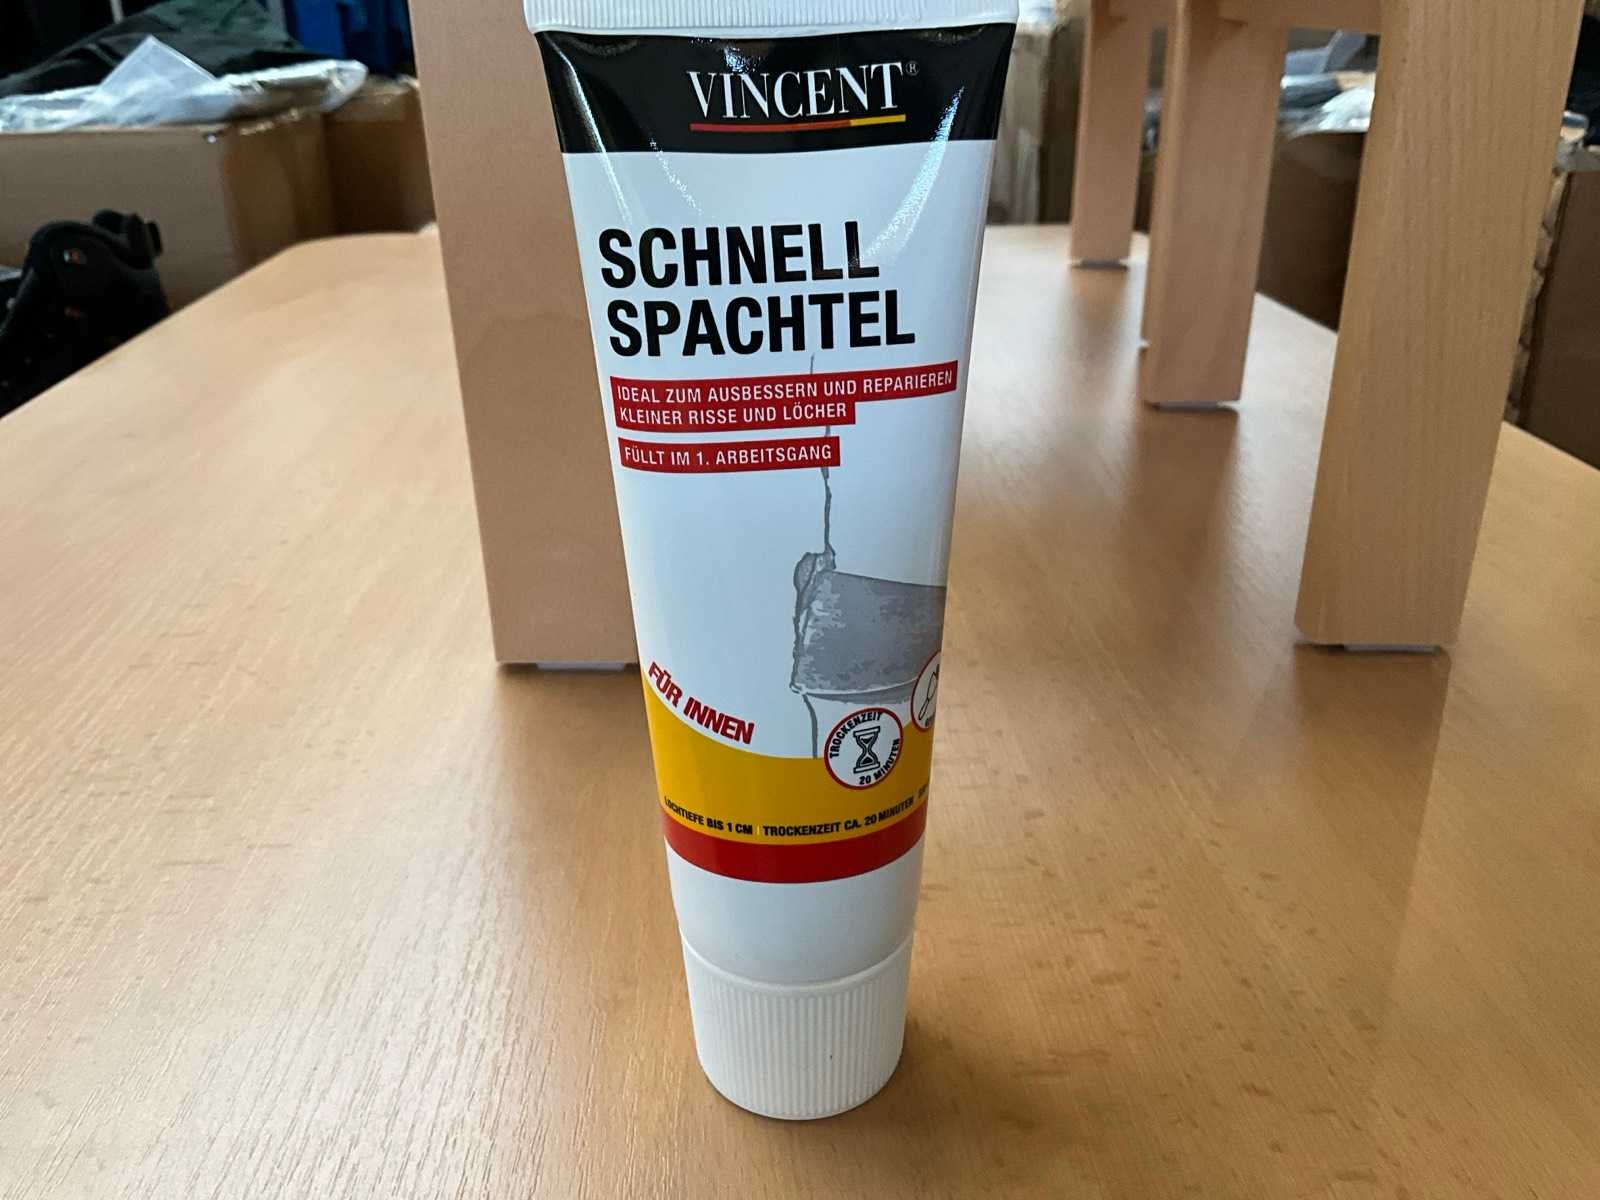 VINCENT®
SCHNELL
SPACHTEL
IDEAL ZUM AUSBESSERN UND REPARIEREN
KLEINER RISSE UND LÖCHER
FÜLLT IM 1. ARBEITSGANG
FÜR INNEN
TROCKENZEIT
20 MINUTEN
LOCHTIEFE BIS 1 CM | TROCKENZEIT CA. 20 MINUTEN